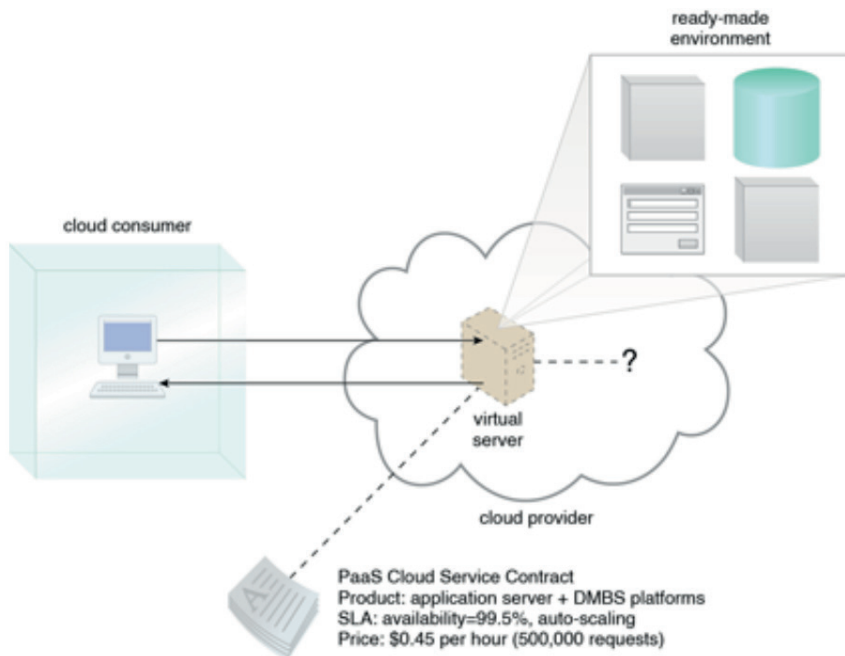 ready-made
environment
cloud consumer
?
virtual
server
cloud provider
A
PaaS Cloud Service Contract
Product: application server + DMBS platforms
SLA: availability=99.5%, auto-scaling
Price: $0.45 per hour (500,000 requests)